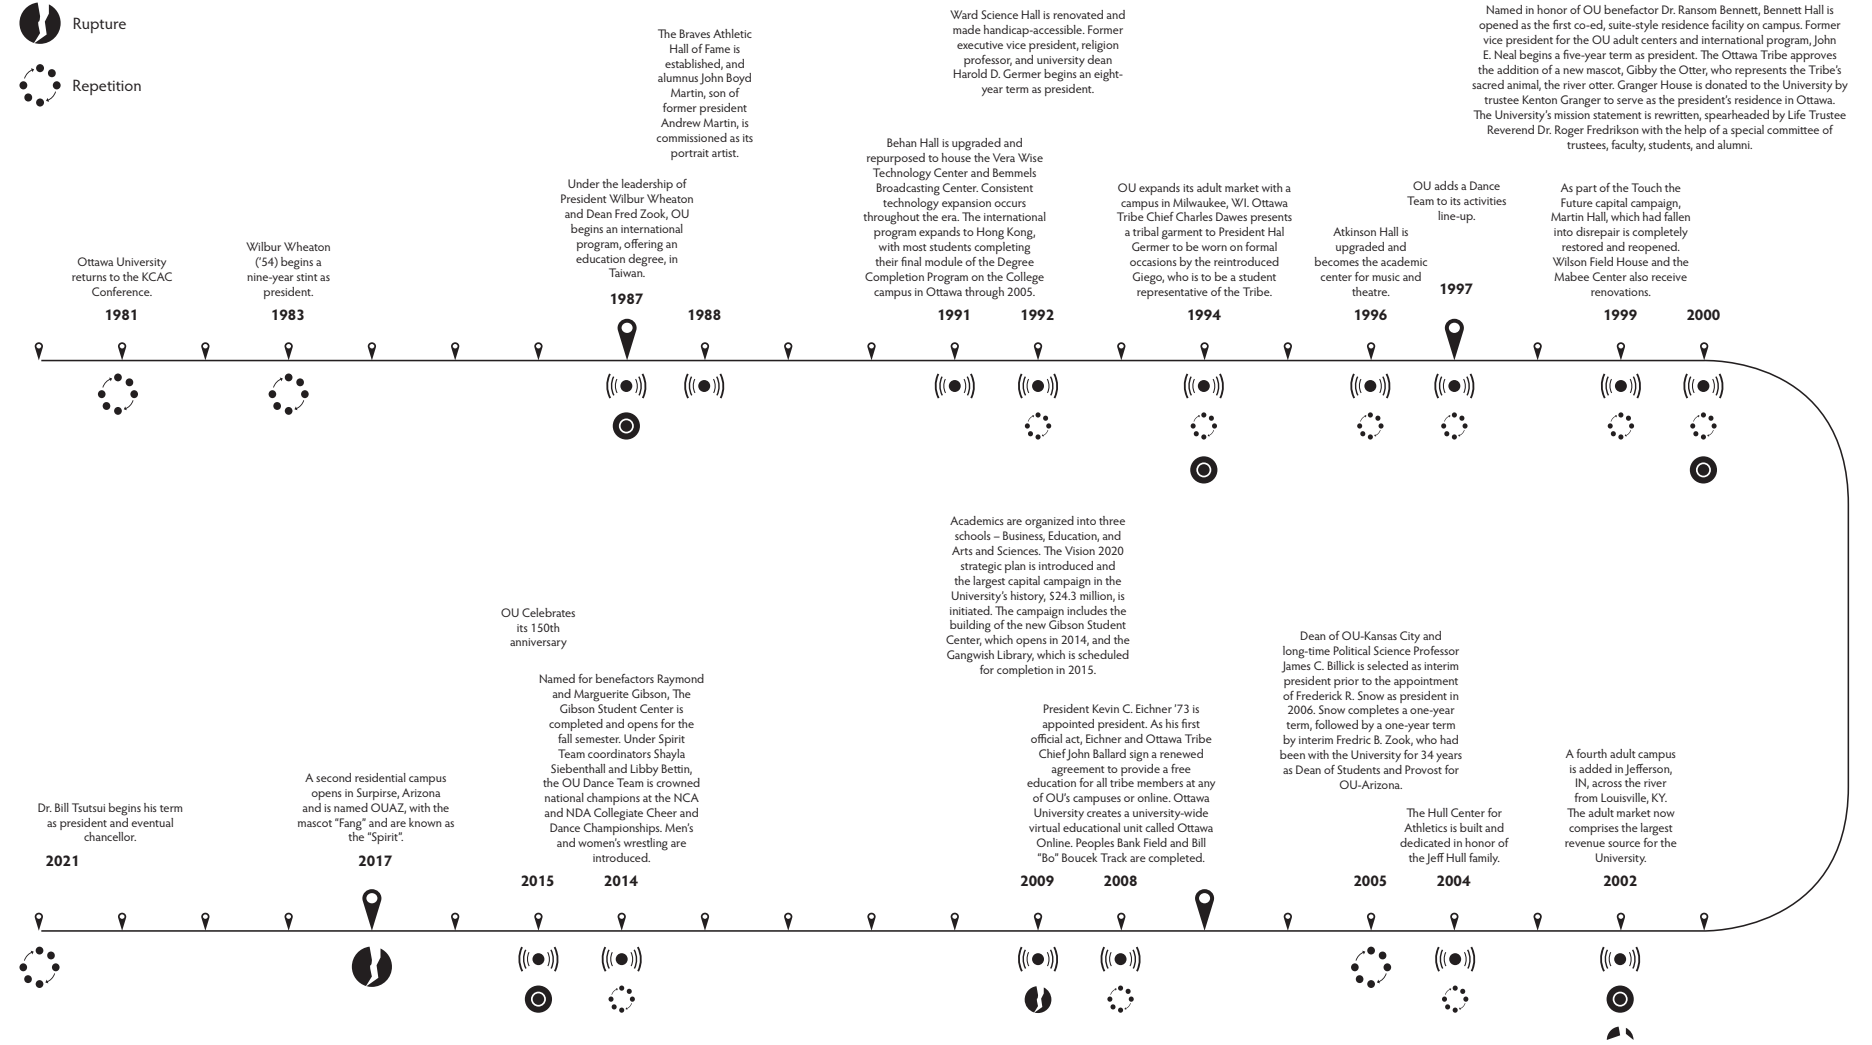 Rupture
Repetition
Ottawa University
returns to the KCAC
Conference.
1981
Wilbur Wheaton
(’54) begins a
nine-year stint as
president.
1983
Under the leadership of
President Wilbur Wheaton
and Dean Fred Zook, OU
begins an international
program, offering an
education degree, in
Taiwan.
1987
The Braves Athletic
Hall of Fame is
established, and
alumnus John Boyd
Martin, son of
former president
Andrew Martin, is
commissioned as its
portrait artist.
1988
Behan Hall is upgraded and
repurposed to house the Vera Wise
Technology Center and Bemmels
Broadcasting Center. Consistent
technology expansion occurs
throughout the era. The international
program expands to Hong Kong,
with most students completing
their final module of the Degree
Completion Program on the College
campus in Ottawa through 2005.
1991
Ward Science Hall is renovated and
made handicap-accessible. Former
executive vice president, religion
professor, and university dean
Harold D. Germer begins an eight-
year term as president.
1992
OU expands its adult market with a
campus in Milwaukee, WI. Ottawa
Tribe Chief Charles Dawes presents
a tribal garment to President Hal
Germer to be worn on formal
occasions by the reintroduced
Giego, who is to be a student
representative of the Tribe.
1994
Atkinson Hall is
upgraded and
becomes the academic
center for music and
theatre.
1996
OU adds a Dance
Team to its activities
line-up.
1997
As part of the Touch the
Future capital campaign,
Martin Hall, which had fallen
into disrepair is completely
restored and reopened.
Wilson Field House and the
Mabee Center also receive
renovations.
1999
Named in honor of OU benefactor Dr. Ransom Bennett, Bennett Hall is
opened as the first co-ed, suite-style residence facility on campus. Former
vice president for the OU adult centers and international program, John
E. Neal begins a five-year term as president. The Ottawa Tribe approves
the addition of a new mascot, Gibby the Otter, who represents the Tribe’s
sacred animal, the river otter. Granger House is donated to the University by
trustee Kenton Granger to serve as the president’s residence in Ottawa.
The University’s mission statement is rewritten, spearheaded by Life Trustee
Reverend Dr. Roger Fredrikson with the help of a special committee of
trustees, faculty, students, and alumni.
2000
Dr. Bill Tsutsui begins his term
as president and eventual
chancellor.
2021
A second residential campus
opens in Surpirse, Arizona
and is named OUAZ, with the
mascot “Fang” and are known as
the “Spirit”.
2017
OU Celebrates
its 150th
anniversary
2015
Named for benefactors Raymond
and Marguerite Gibson, The
Gibson Student Center is
completed and opens for the
fall semester. Under Spirit
Team coordinators Shayla
Siebenthall and Libby Bettin,
the OU Dance Team is crowned
national champions at the NCA
and NDA Collegiate Cheer and
Dance Championships. Men’s
and women’s wrestling are
introduced.
2014
Academics are organized into three
schools – Business, Education, and
Arts and Sciences. The Vision 2020
strategic plan is introduced and
the largest capital campaign in the
University’s history, $24.3 million, is
initiated. The campaign includes the
building of the new Gibson Student
Center, which opens in 2014, and the
Gangwish Library, which is scheduled
for completion in 2015.
2009
President Kevin C. Eichner ’73 is
appointed president. As his first
official act, Eichner and Ottawa Tribe
Chief John Ballard sign a renewed
agreement to provide a free
education for all tribe members at any
of OU’s campuses or online. Ottawa
University creates a university-wide
virtual educational unit called Ottawa
Online. Peoples Bank Field and Bill
“Bo” Boucek Track are completed.
2008
Dean of OU-Kansas City and
long-time Political Science Professor
James C. Billick is selected as interim
president prior to the appointment
of Frederick R. Snow as president in
2006. Snow completes a one-year
term, followed by a one-year term
by interim Fredric B. Zook, who had
been with the University for 34 years
as Dean of Students and Provost for
OU-Arizona.
2005
The Hull Center for
Athletics is built and
dedicated in honor of
the Jeff Hull family.
2004
A fourth adult campus
is added in Jefferson,
IN, across the river
from Louisville, KY.
The adult market now
comprises the largest
revenue source for the
University.
2002